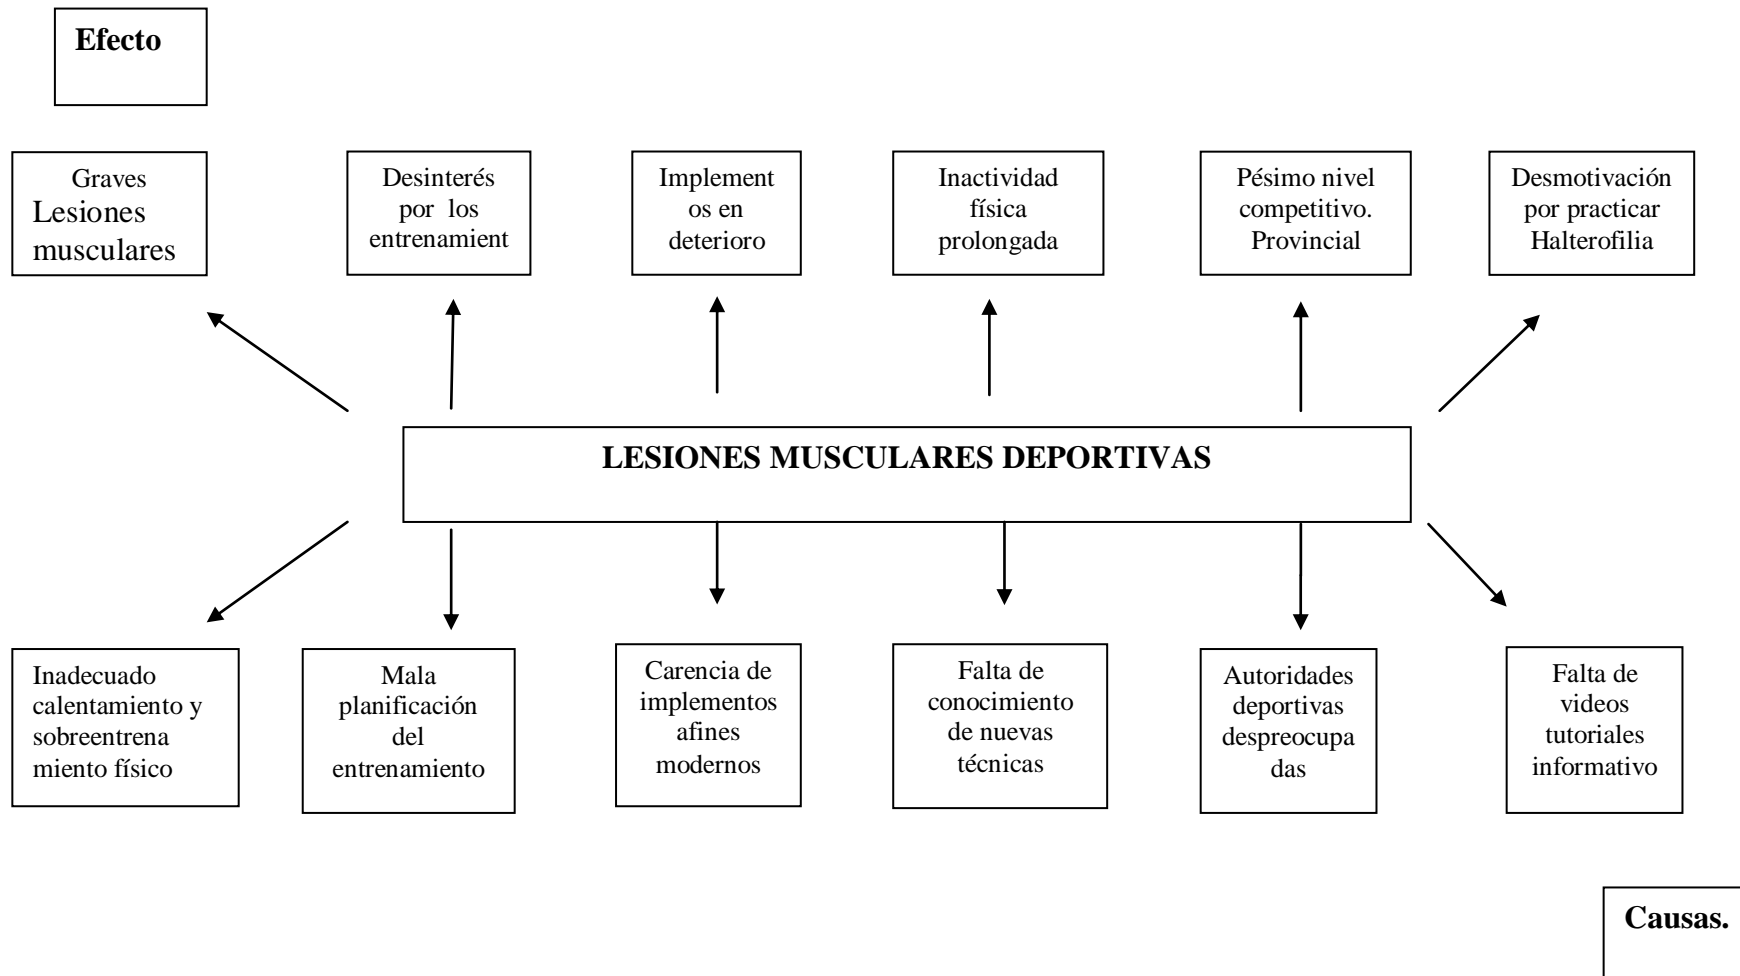 Efecto
Graves
Lesiones
musculares
Desinterés
por los
entrenamient
Implement
os en
deterioro
Inactividad
física
prolongada
Pésimo nivel
competitivo.
Provincial
Desmotivación
por practicar
Halterofilia
LESIONES MUSCULARES DEPORTIVAS
Inadecuado
calentamiento y
sobreentrena
miento físico
Mala
planificación
del
entrenamiento
Carencia de
implementos
afines
modernos
Falta de
conocimiento
de nuevas
técnicas
Autoridades
deportivas
despreocupa
das
Falta de
videos
tutoriales
informativo
Causas.